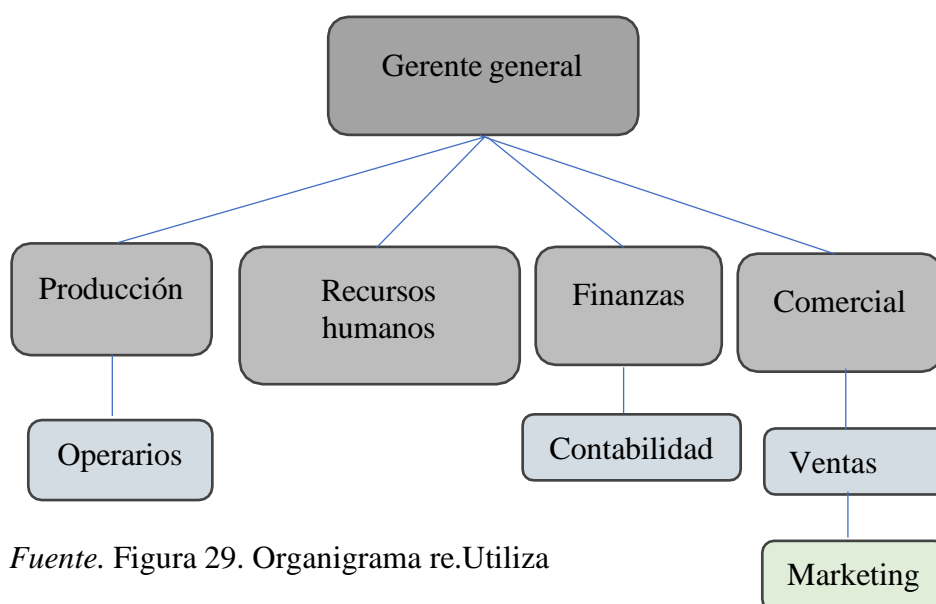 Gerente general
Producción
Recursos
humanos
Finanzas
Comercial
Operarios
Contabilidad
Ventas
Marketing
Fuente. Figura 29. Organigrama re.Utiliza